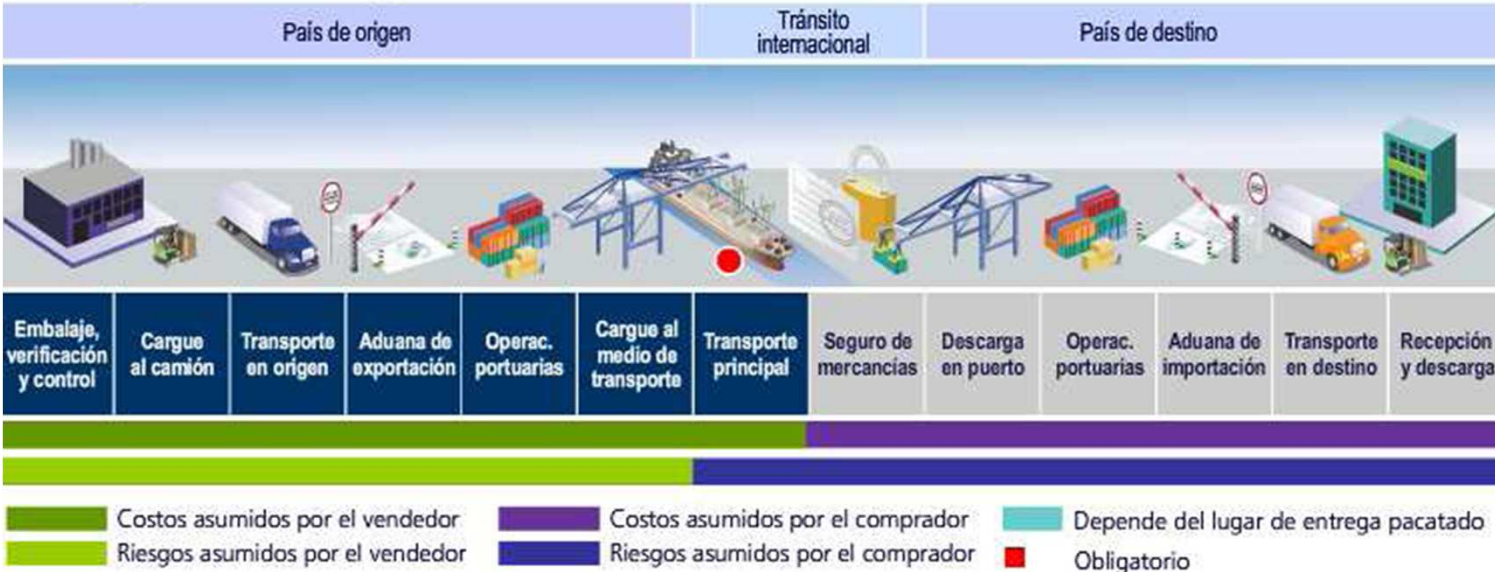 País de origen
Tránsito
internacional
País de destino
Embalaje,
verificación
y control
Cargue
al camión
Transporte
en origen
Aduana de
exportación
Operac.
portuarias
Cargue al
medio de
transporte
Transporte
principal
Seguro de
mercancías
Descarga
en puerto
Operac.
portuarias
Aduana de
importación
Transporte
en destino
Recepción
y descarga
Costos asumidos por el vendedor
Costos asumidos por el comprador
Depende del lugar de entrega pacatado
Riesgos asumidos por el vendedor
Riesgos asumidos por el comprador
Obligatorio